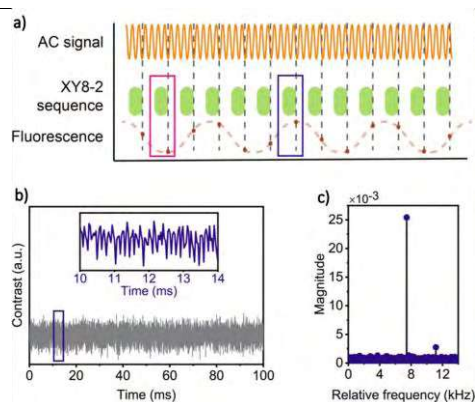 a)
AC signal
XY8-2
sequence
Fluorescence
b)
Contrast (a.u.)
10 11 12 13 14
Time (ms)
0 20 40 60 80 100
Time (ms)
c)
×10⁻³
Magnitude
30
25
20
15
10
5
0
0 4 8 12
Relative frequency (kHz)